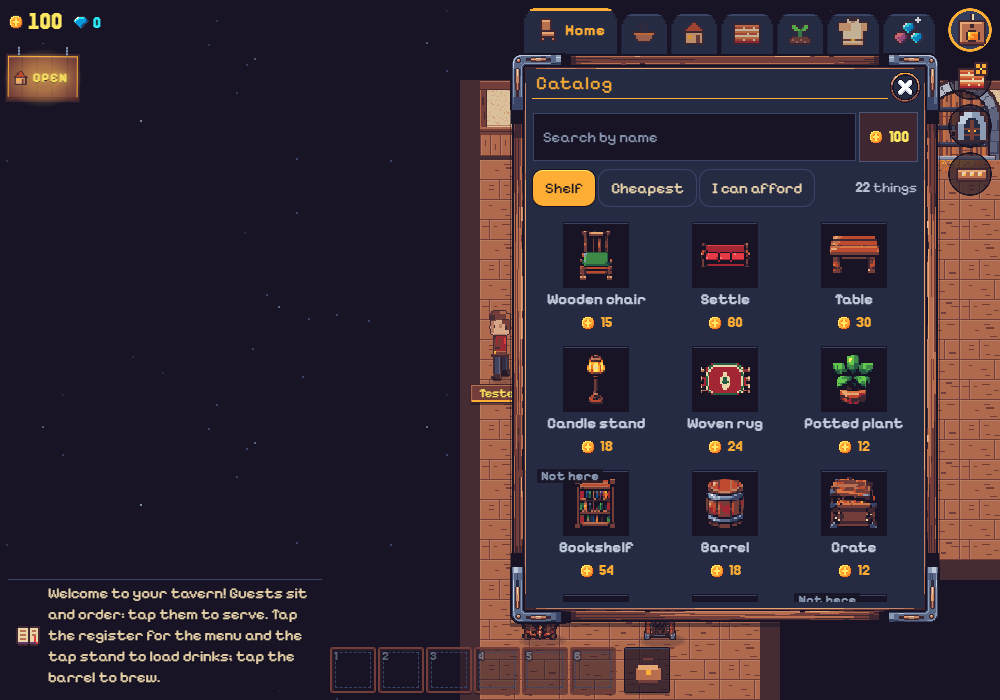 100 0
OPEN
Home
Catalog
Search by name
100
Shelf Cheapest I can afford 22 things
Wooden chair Settle Table
15 60 30
Candle stand Woven rug Potted plant
18 24 12
Not here
Bookshelf Barrel Crate
54 18 12
Not here
Teste
Welcome to your tavern! Guests sit
and order: tap them to serve. Tap
the register for the menu and the
tap stand to load drinks; tap the
barrel to brew.
1 2 3 4 5 6